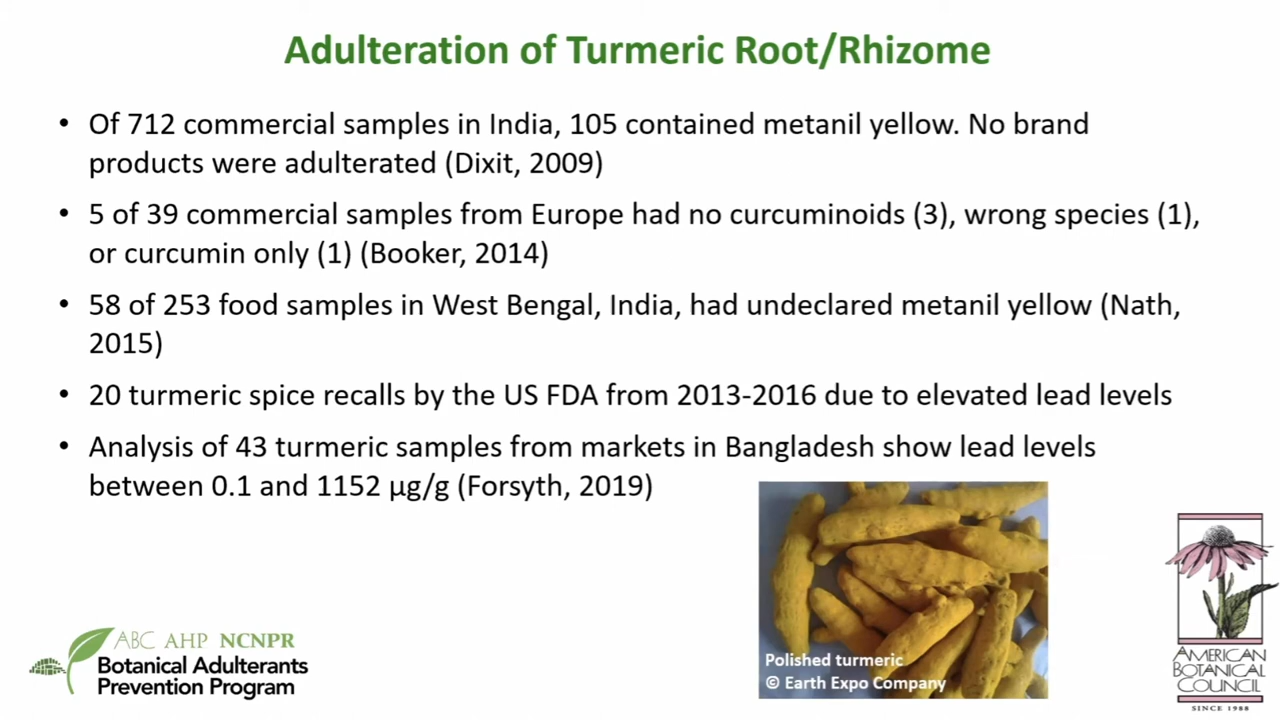 Adulteration of Turmeric Root/Rhizome
• Of 712 commercial samples in India, 105 contained metanil yellow. No brand
products were adulterated (Dixit, 2009)
• 5 of 39 commercial samples from Europe had no curcuminoids (3), wrong species (1),
or curcumin only (1) (Booker, 2014)
• 58 of 253 food samples in West Bengal, India, had undeclared metanil yellow (Nath,
2015)
• 20 turmeric spice recalls by the US FDA from 2013-2016 due to elevated lead levels
• Analysis of 43 turmeric samples from markets in Bangladesh show lead levels
between 0.1 and 1152 µg/g (Forsyth, 2019)
Polished turmeric
© Earth Expo Company
ABC AHP NCNPR
Botanical Adulterants
Prevention Program
AMERICAN
BOTANICAL
COUNCIL
SINCE 1988